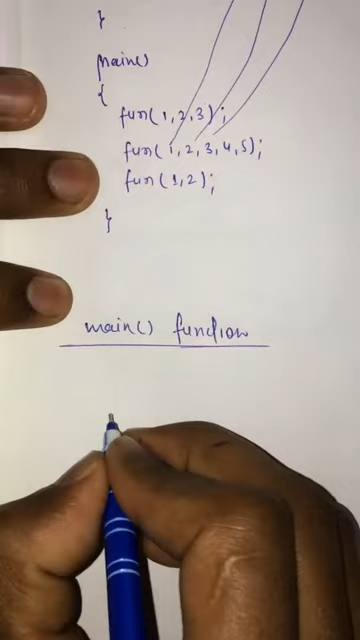 }
main()
{
fun(1,2,3);
fun(1,2,3,4,5);
fun(1,2);
}
main() function